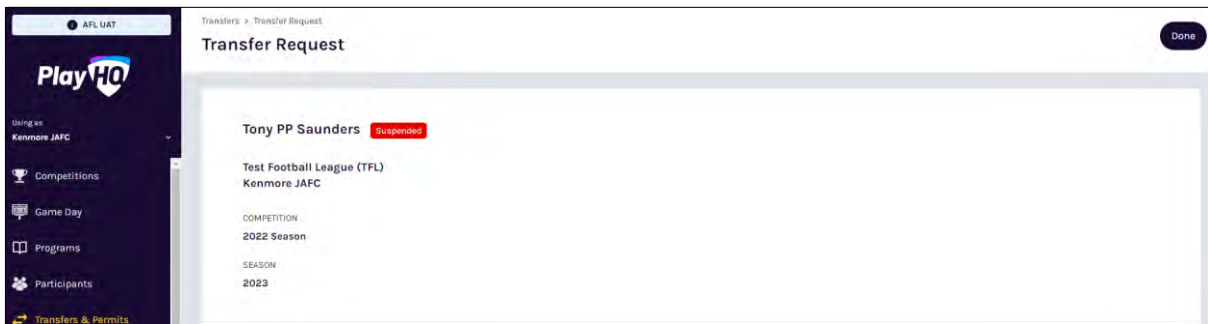 AFL UAT
PlayHQ
Using as
Kenmore JAFC
Competitions
Game Day
Programs
Participants
Transfers & Permits
Transfers > Transfer Request
Transfer Request
Done
Tony PP Saunders Suspended
Test Football League (TFL)
Kenmore JAFC
COMPETITION
2022 Season
SEASON
2023